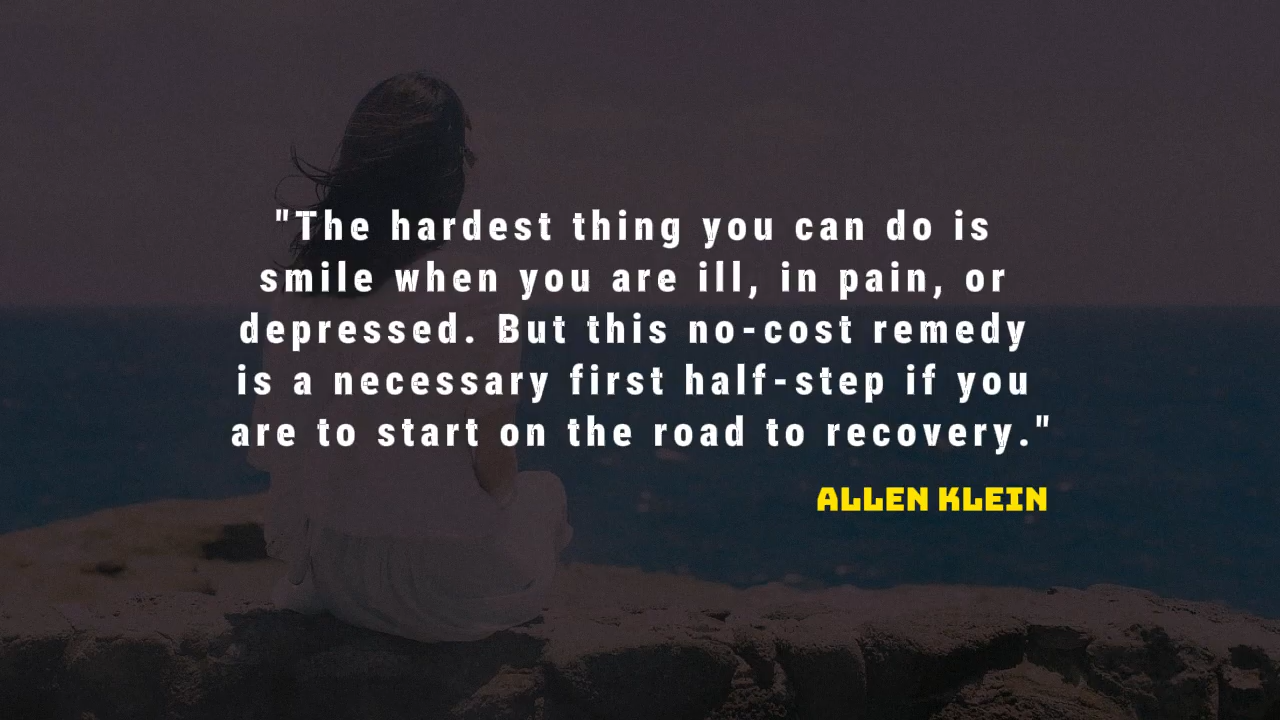 "The hardest thing you can do is
smile when you are ill, in pain, or
depressed. But this no-cost remedy
is a necessary first half-step if you
are to start on the road to recovery."
ALLEN KLEIN